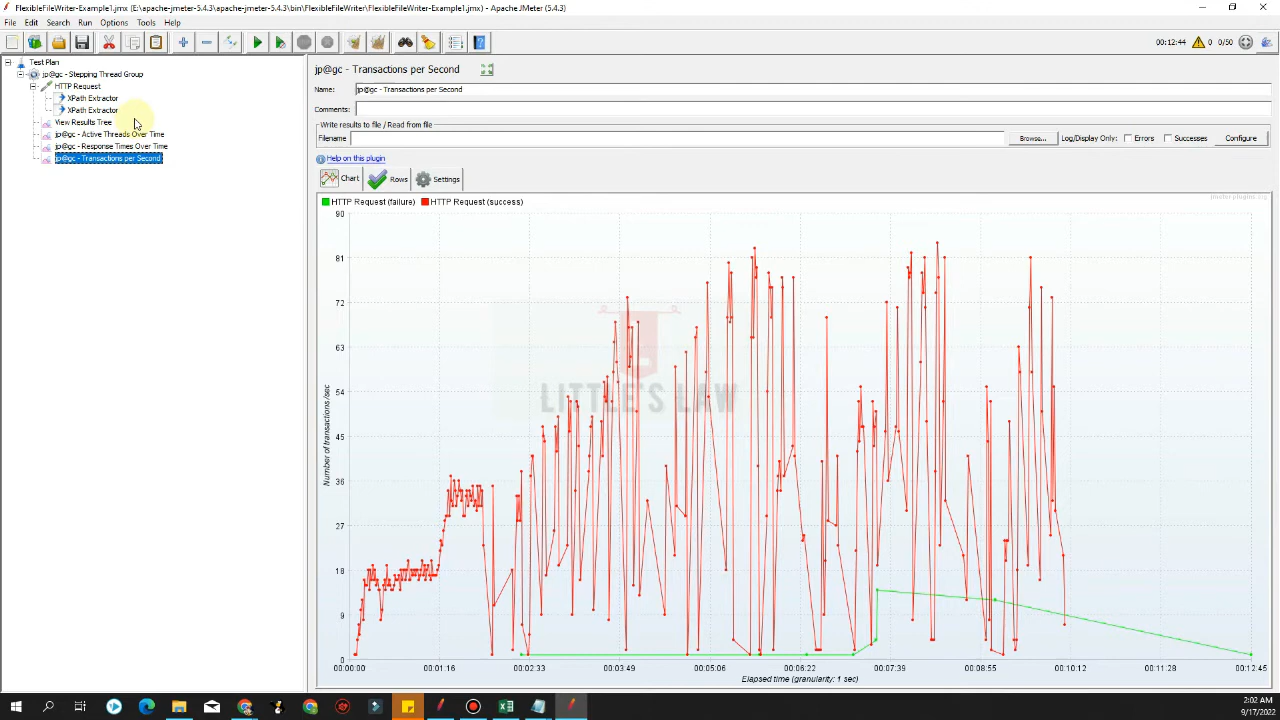 FlexibleFileWriter-Example1.jmx (E:\apache-jmeter-5.4.3\apache-jmeter-5.4.3\bin\FlexibleFileWriter\FlexibleFileWriter-Example1.jmx) - Apache JMeter (5.4.3)
File Edit Search Run Options Tools Help
00:12:44 0 0/50
Test Plan
jp@gc - Stepping Thread Group
HTTP Request
XPath Extractor
XPath Extractor
View Results Tree
jp@gc - Active Threads Over Time
jp@gc - Response Times Over Time
jp@gc - Transactions per Second
jp@gc - Transactions per Second
Name: jp@gc - Transactions per Second
Comments:
Write results to file / Read from file
Filename Browse... Log/Display Only: Errors Successes Configure
Help on this plugin
Chart Rows Settings
HTTP Request (failure) HTTP Request (success)
jmeter-plugins.org
90
81
72
63
54
45
36
27
18
9
0
Number of transactions /sec
LITTLE'S LAW
00:00:00 00:01:16 00:02:33 00:03:49 00:05:06 00:06:22 00:07:39 00:08:55 00:10:12 00:11:28 00:12:45
Elapsed time (granularity: 1 sec)
2:02 AM
9/17/2022